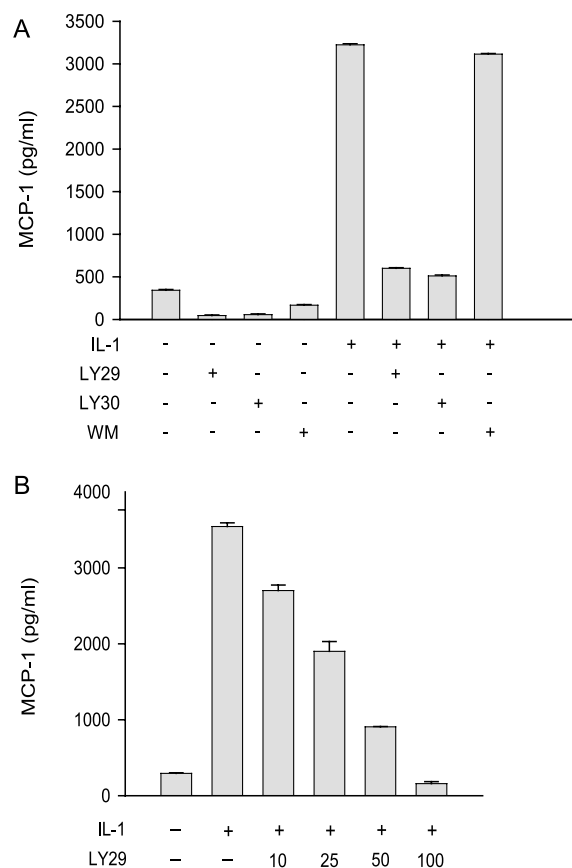 A
MCP-1 (pg/ml)
3500
3000
2500
2000
1500
1000
500
0
IL-1 - - - - + + + +
LY29 - + - - - + - -
LY30 - - + - - - + -
WM - - - + - - - +
B
MCP-1 (pg/ml)
4000
3000
2000
1000
0
IL-1 – + + + + +
LY29 – – 10 25 50 100